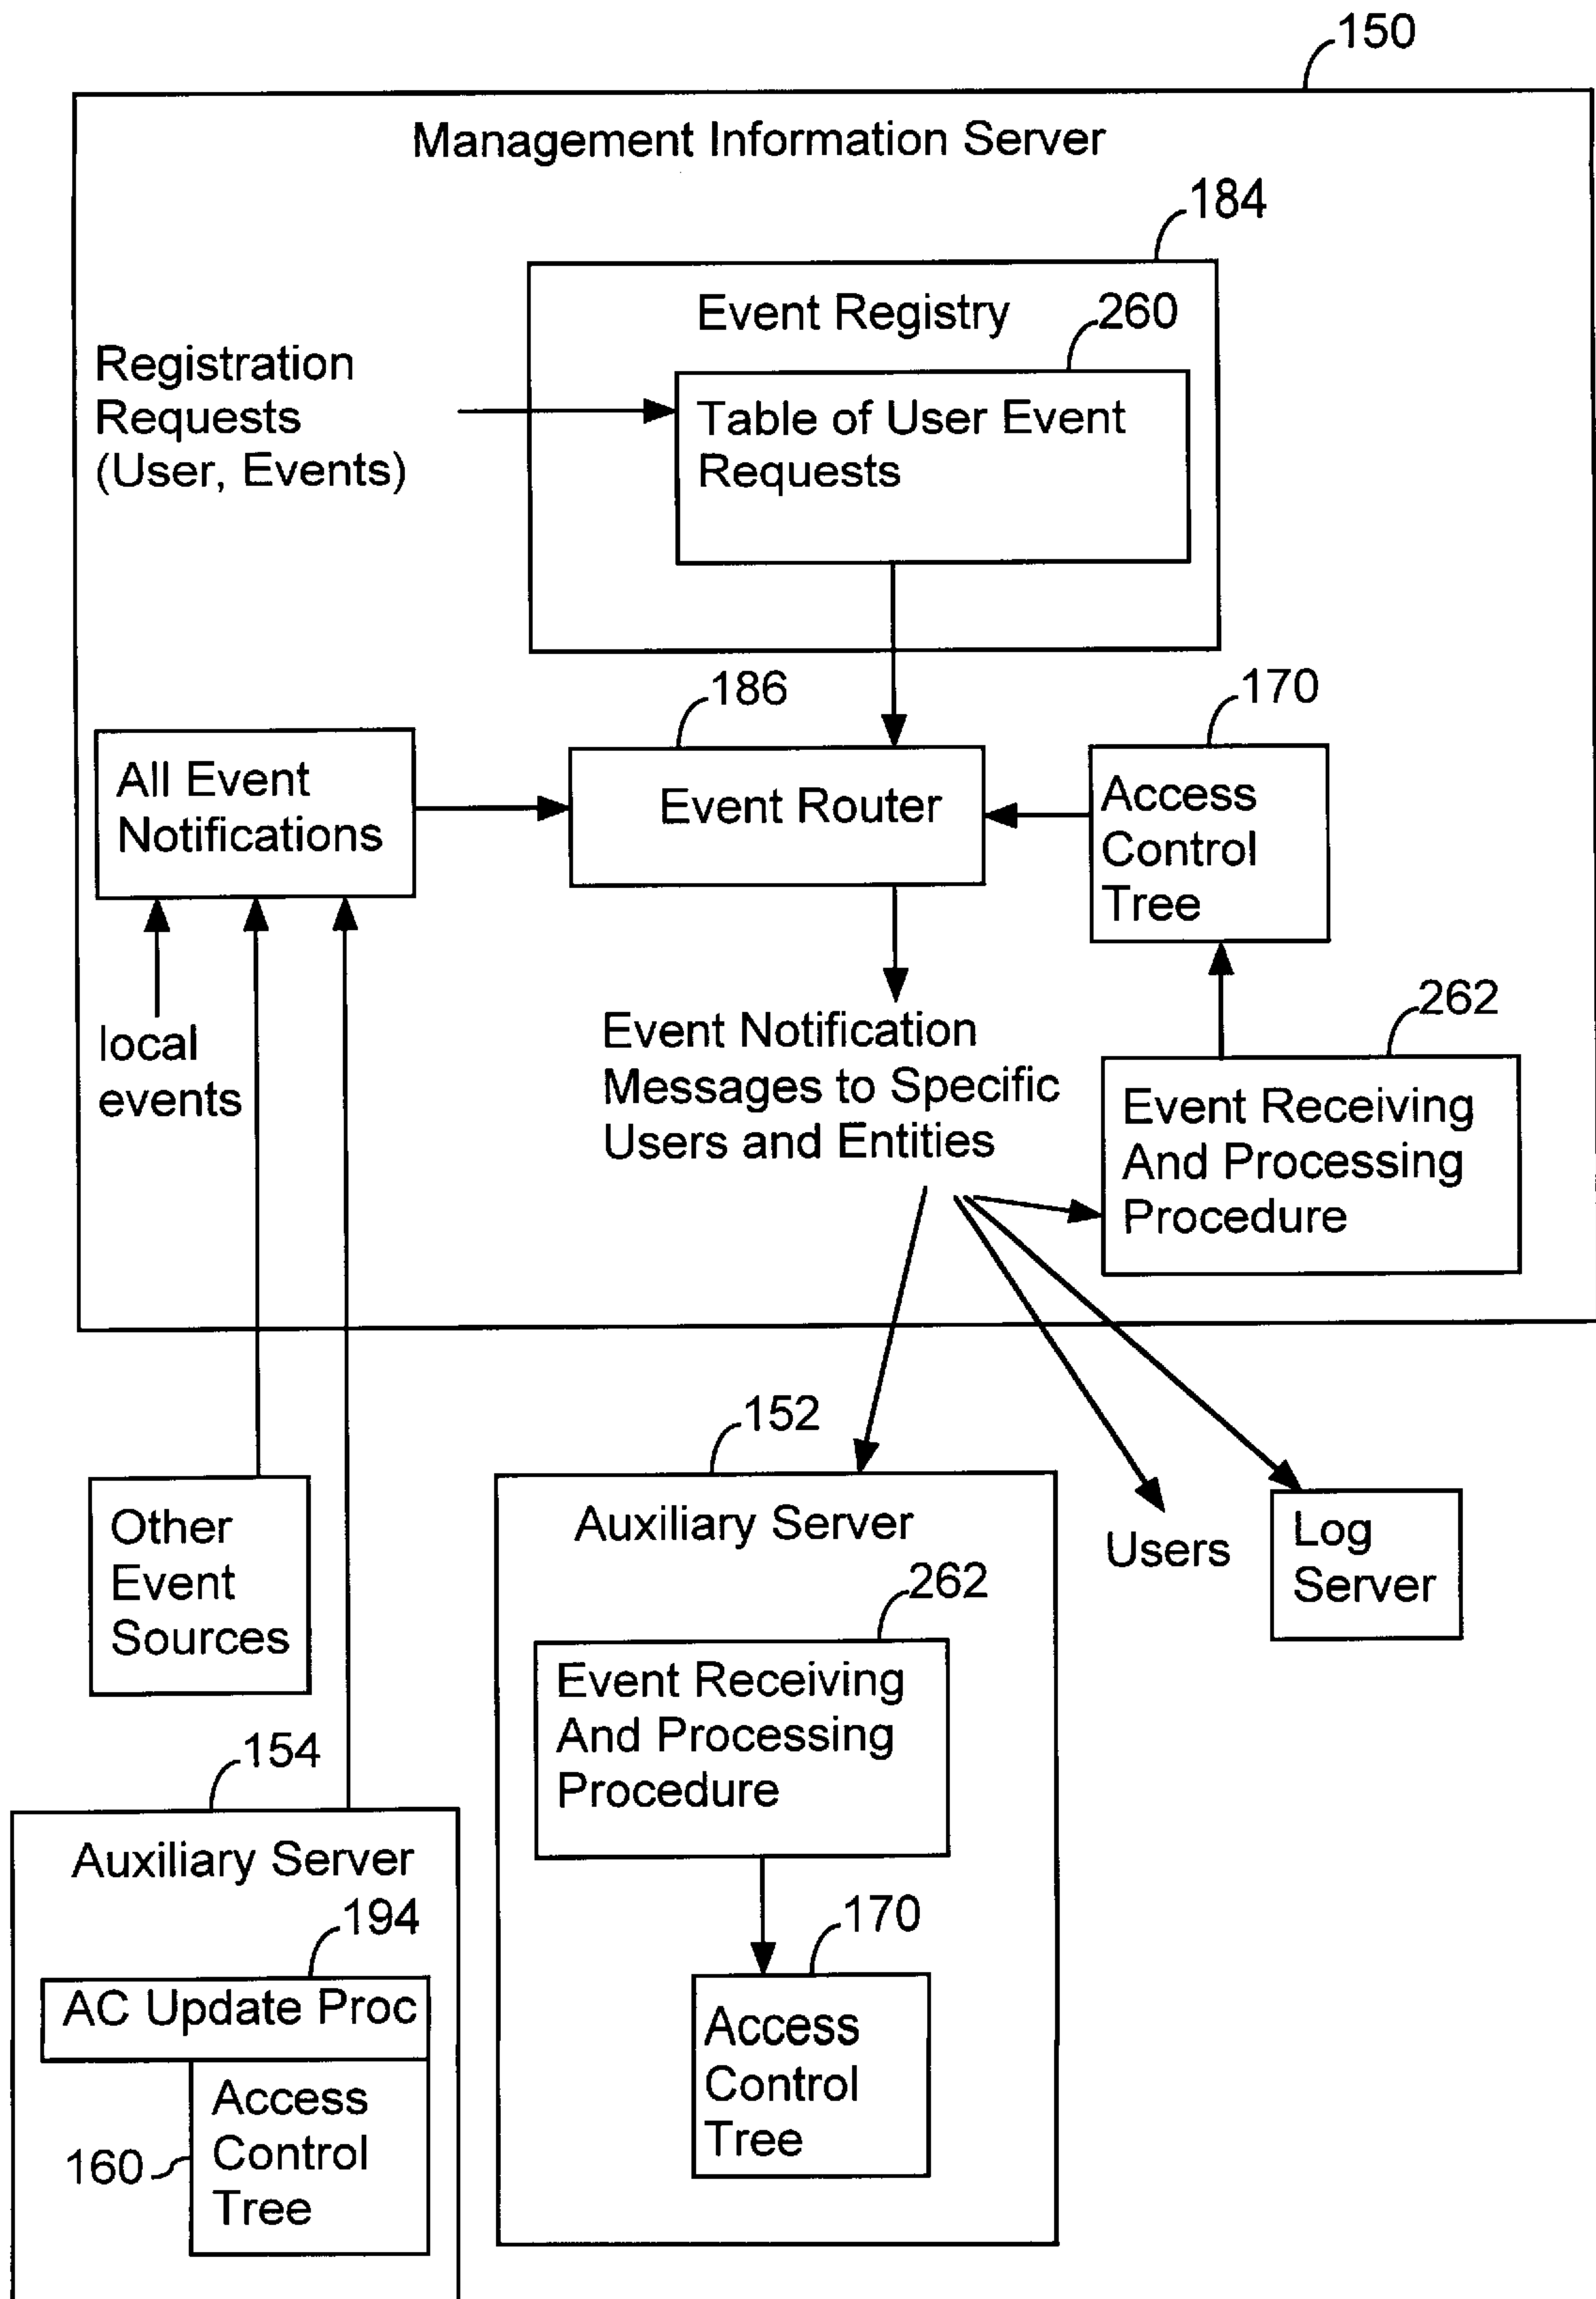 150
Management Information Server
184
Event Registry
260
Registration
Requests
(User, Events)
Table of User Event
Requests
186
170
All Event
Notifications
Event Router
Access
Control
Tree
local
events
Event Notification
Messages to Specific
Users and Entities
262
Event Receiving
And Processing
Procedure
152
Other
Event
Sources
Auxiliary Server
Users
Log
Server
262
Event Receiving
And Processing
Procedure
154
Auxiliary Server
194
170
AC Update Proc
Access
Control
Tree
160
Access
Control
Tree